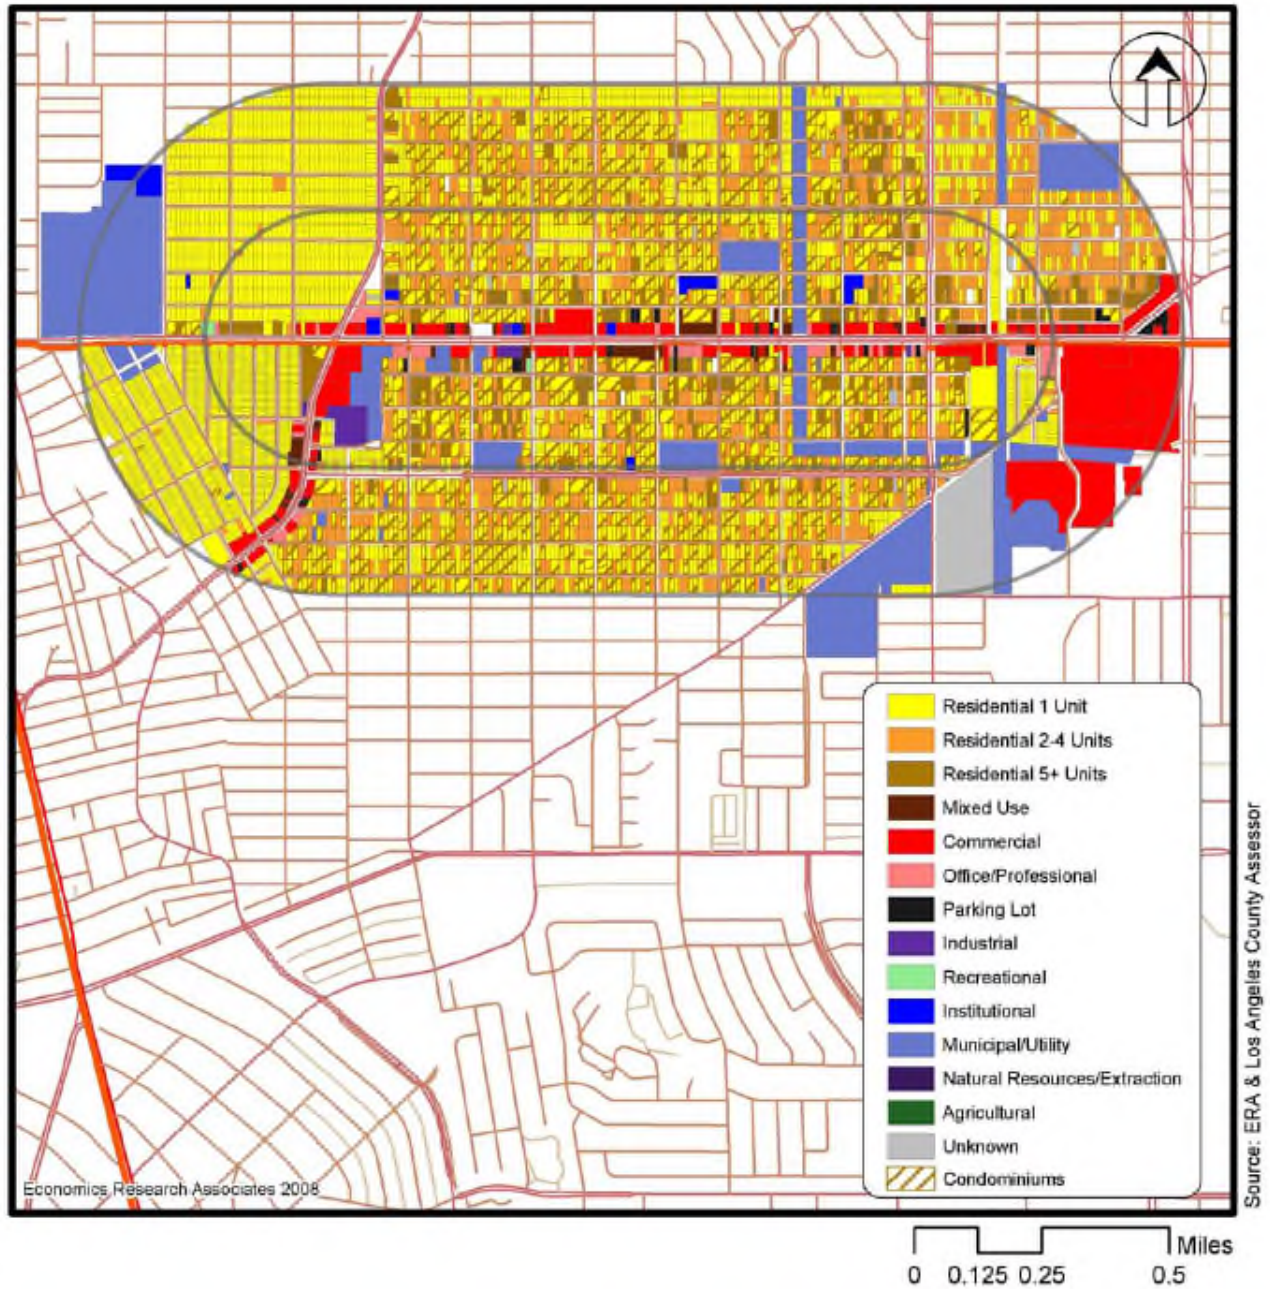 Residential 1 Unit
Residential 2-4 Units
Residential 5+ Units
Mixed Use
Commercial
Office/Professional
Parking Lot
Industrial
Recreational
Institutional
Municipal/Utility
Natural Resources/Extraction
Agricultural
Unknown
Condominiums
Economics Research Associates 2008
Source: ERA & Los Angeles County Assessor
Miles
0 0.125 0.25 0.5